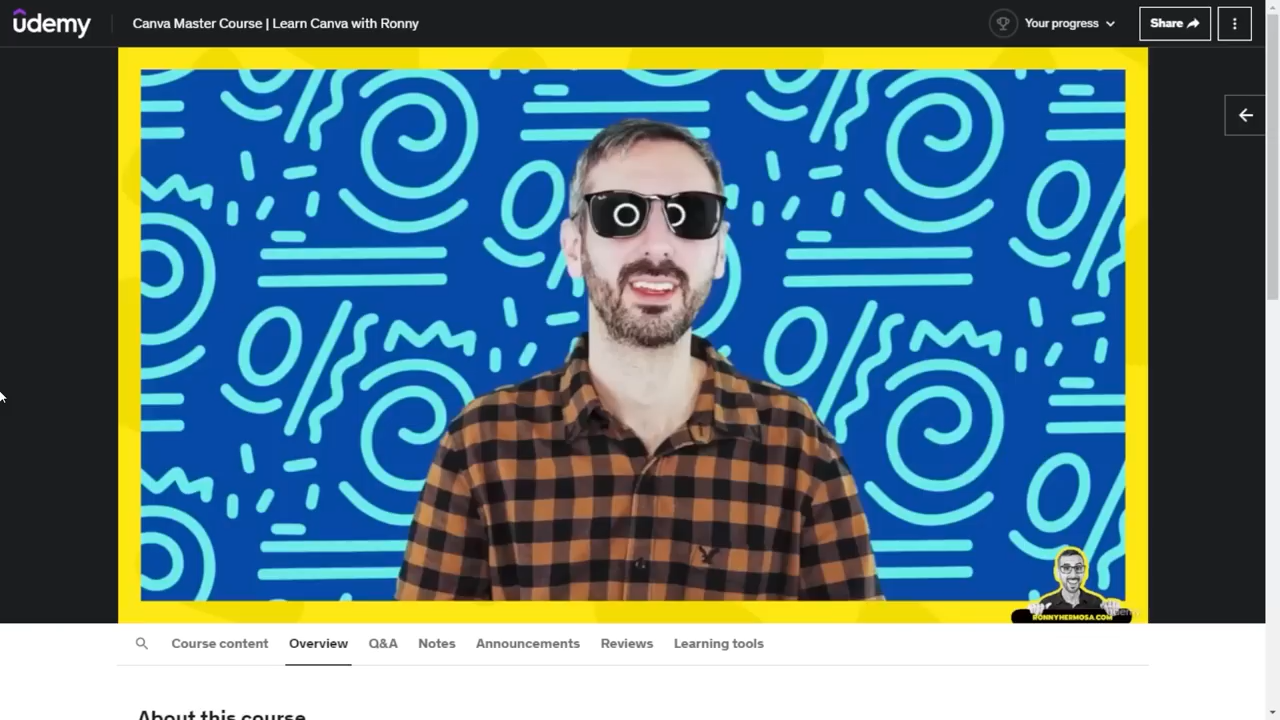 udemy
Canva Master Course | Learn Canva with Ronny
Your progress
Share
RONNYHERMOSA.COM
udemy
Course content
Overview
Q&A
Notes
Announcements
Reviews
Learning tools
About this course